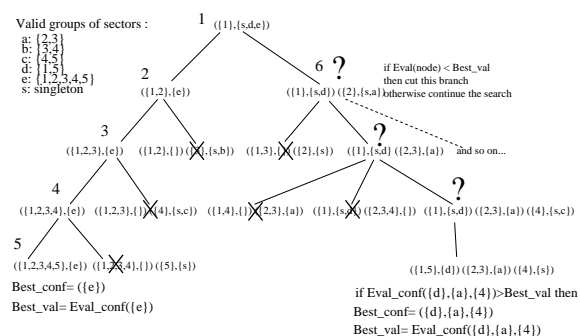 Valid groups of sectors :
a: {2,3}
b: {3,4}
c: {4,5}
d: {1,5}
e: {1,2,3,4,5}
s: singleton
1 ({1},{s,d,e})
6 ?
if Eval(node) < Best_val
then cut this branch
otherwise continue the search
2
({1,2},{e}) ({1},{s,d}) ({2},{s,a})
3 ?
({1,2,3},{e}) ({1,2},{}) ({3},{s,b}) ({1,3},{}) ({2},{s}) ({1},{s,d} ({2,3},{a}) and so on...
4 ?
({1,2,3,4},{e}) ({1,2,3},{}) ({4},{s,c}) ({1,4},{}) ({2,3},{a}) ({1},{s,d}) ({2,3,4},{}) ({1},{s,d}) ({2,3},{a}) ({4},{s,c})
5
({1,2,3,4,5},{e}) ({1,2,3,4},{}) ({5},{s}) ({1,5},{d}) ({2,3},{a}) ({4},{s})
Best_conf= ({e})
Best_val= Eval_conf({e})
if Eval_conf({d},{a},{4})>Best_val then
Best_conf= ({d},{a},{4})
Best_val= Eval_conf({d},{a},{4})